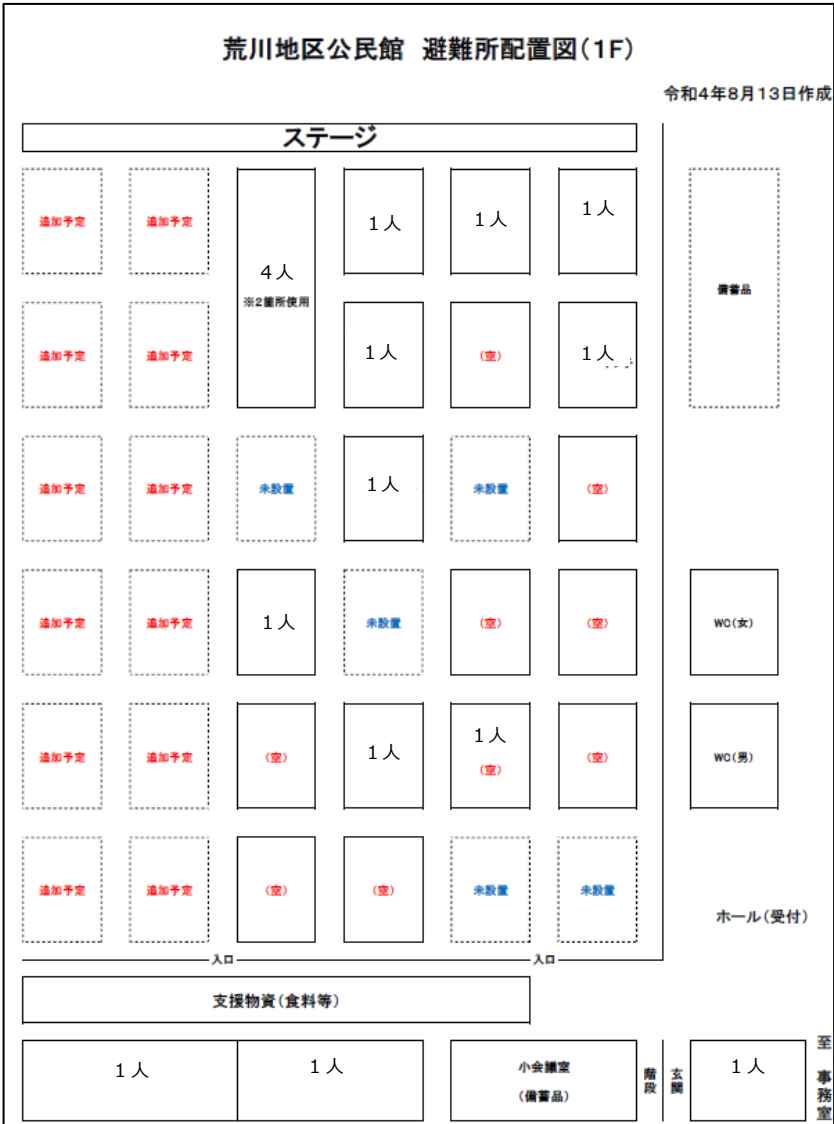 荒川地区公民館 避難所配置図(1F)
令和4年8月13日作成
ステージ
追加予定 追加予定 4人 1人 1人 1人
※2箇所使用
備蓄品
追加予定 追加予定 1人 (空) 1人
追加予定 追加予定 未設置 1人 未設置 (空)
追加予定 追加予定 1人 未設置 (空) (空) WC(女)
追加予定 追加予定 (空) 1人 1人 (空) (空) WC(男)
追加予定 追加予定 (空) (空) 未設置 未設置
ホール(受付)
入口 入口
支援物資(食料等)
1人 1人 小会議室 階段 玄関 1人 至 事務室
(備蓄品)